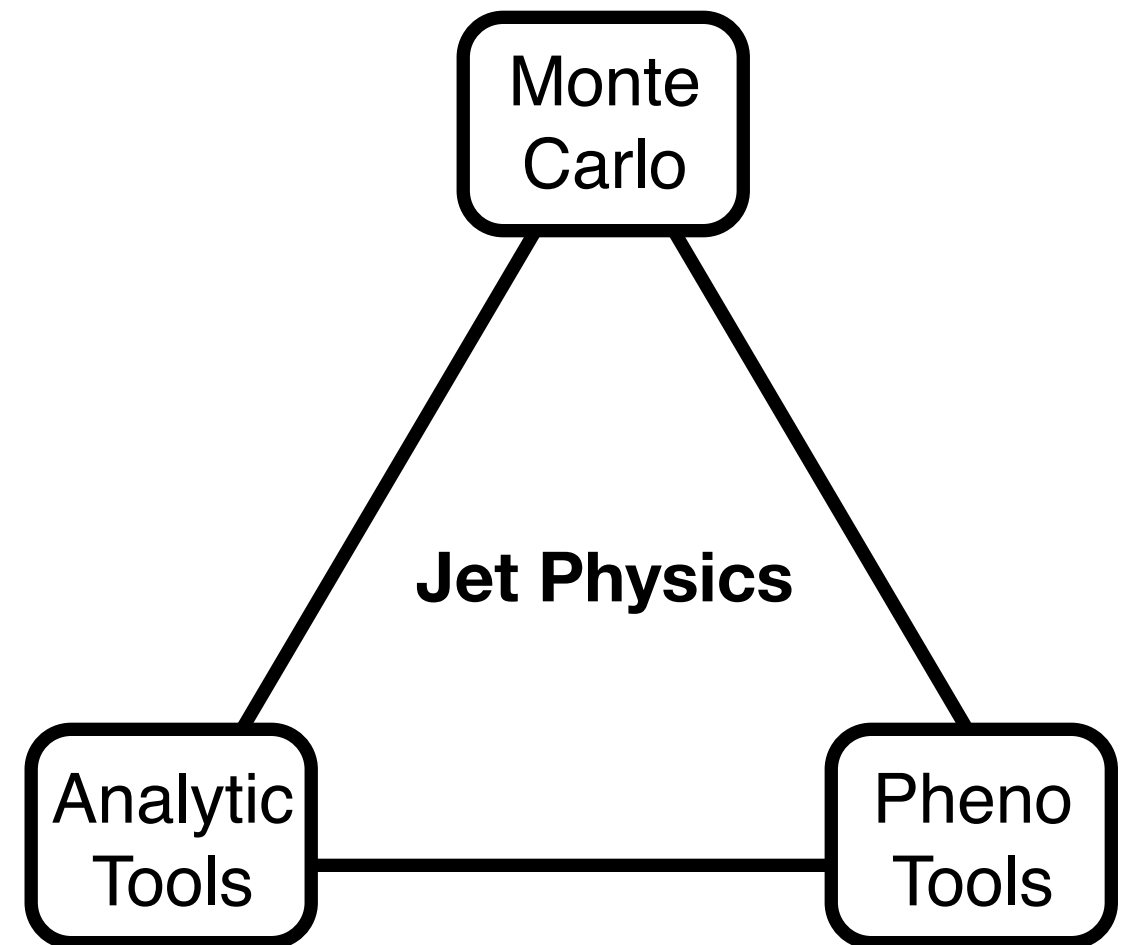 Monte
Carlo
Jet Physics
Analytic
Tools
Pheno
Tools